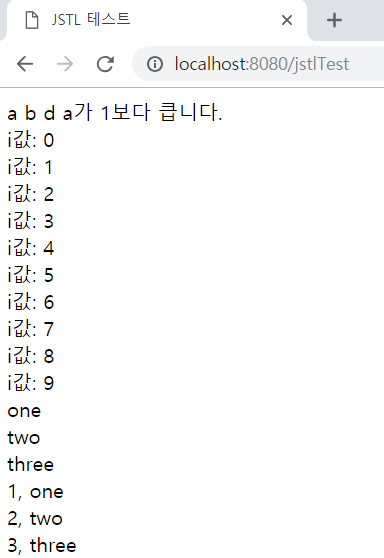 JSTL 테스트
localhost:8080/jstlTest
a b d a가 1보다 큽니다.
i값: 0
i값: 1
i값: 2
i값: 3
i값: 4
i값: 5
i값: 6
i값: 7
i값: 8
i값: 9
one
two
three
1, one
2, two
3, three